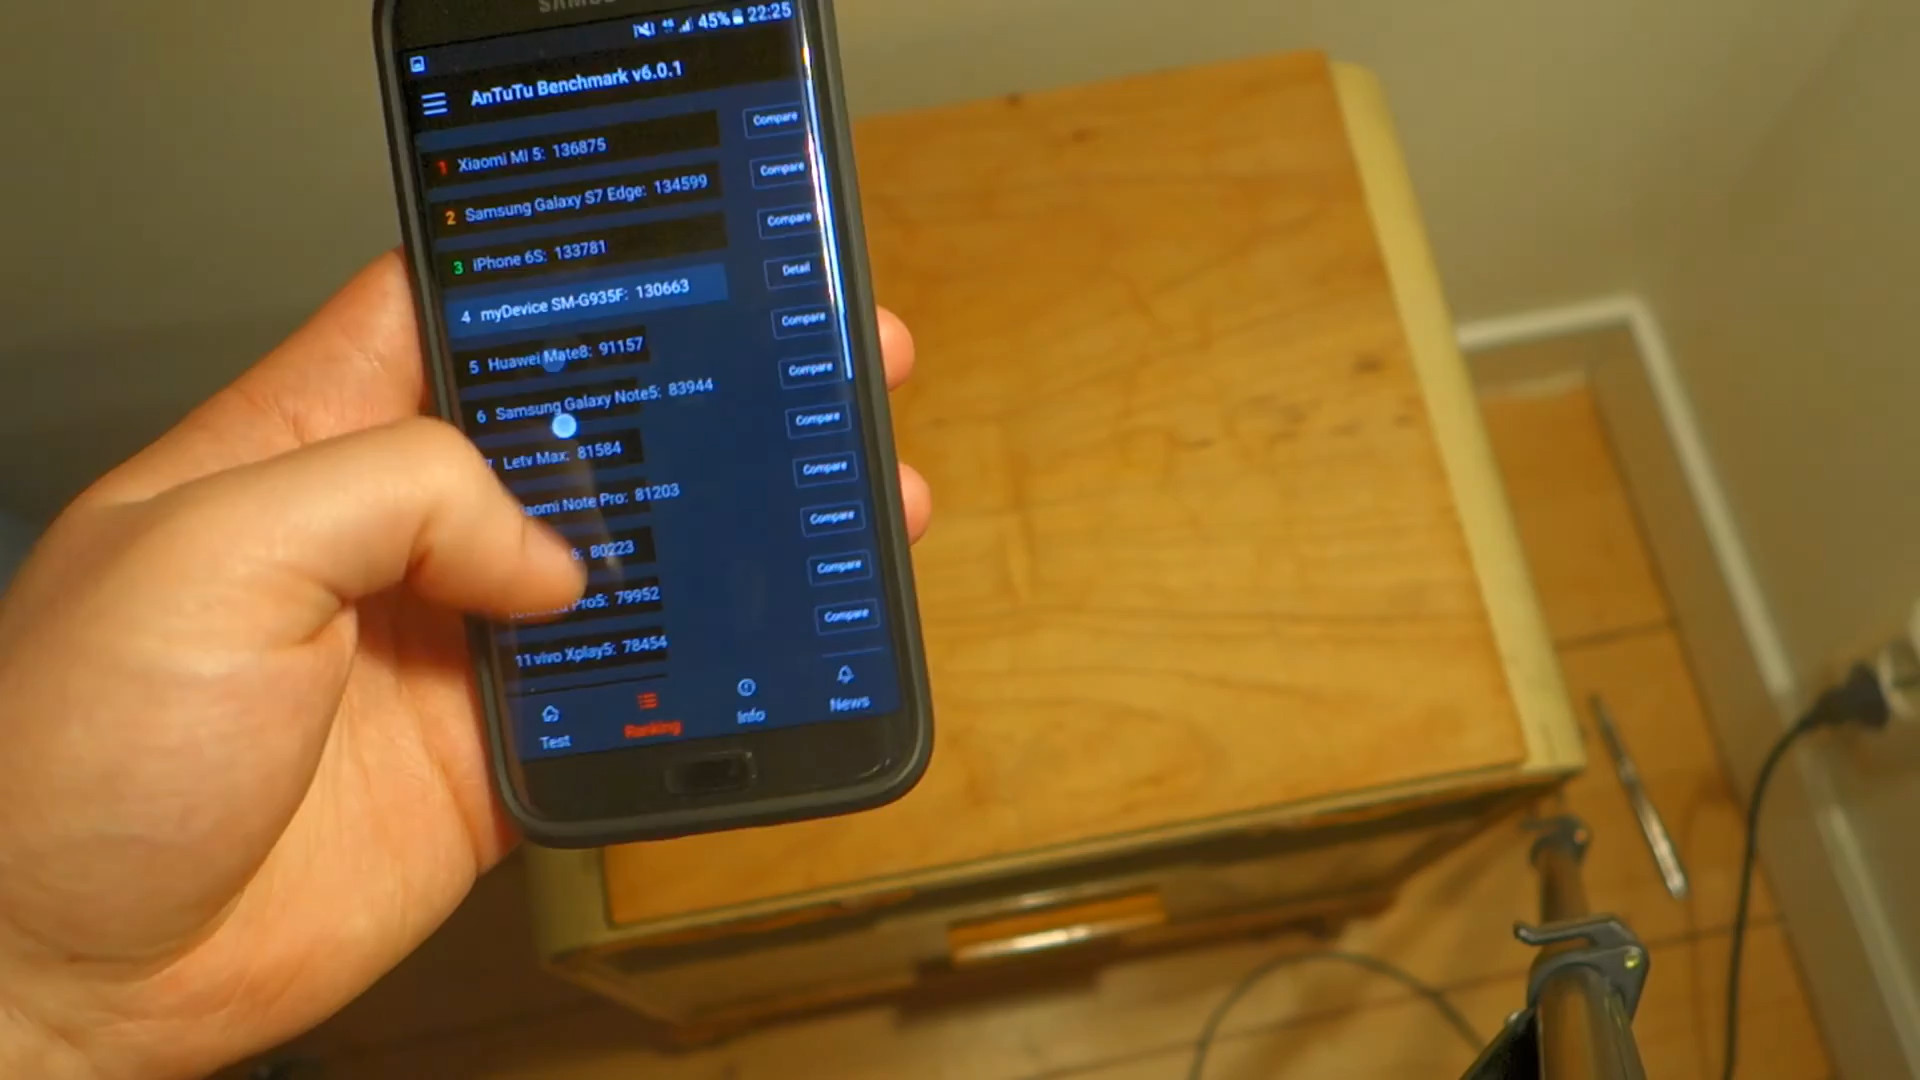 45% 22:25
AnTuTu Benchmark v6.0.1
1 Xiaomi Mi 5: 136875 Compare
2 Samsung Galaxy S7 Edge: 134599 Compare
3 iPhone 6S: 133781 Compare
4 myDevice SM-G935F: 130663 Detail
5 Huawei Mate8: 91157 Compare
6 Samsung Galaxy Note5: 83944 Compare
7 Letv Max: 81584 Compare
Note Pro: 81203 Compare
6: 80223 Compare
Pro5: 79952 Compare
11 vivo Xplay5: 78454 Compare
Test Ranking Info News